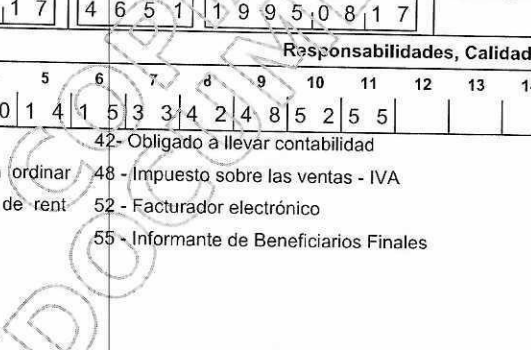 1 7 4 6 5 1 1 9 9 5 0 8 1 7
Responsabilidades, Calidad
5 6 7 8 9 10 11 12 13 14
0 1 4 1 5 3 3 4 2 4 8 5 2 5 5
42- Obligado a llevar contabilidad
ordinar 48 - Impuesto sobre las ventas - IVA
de rent 52 - Facturador electrónico
55 - Informante de Beneficiarios Finales